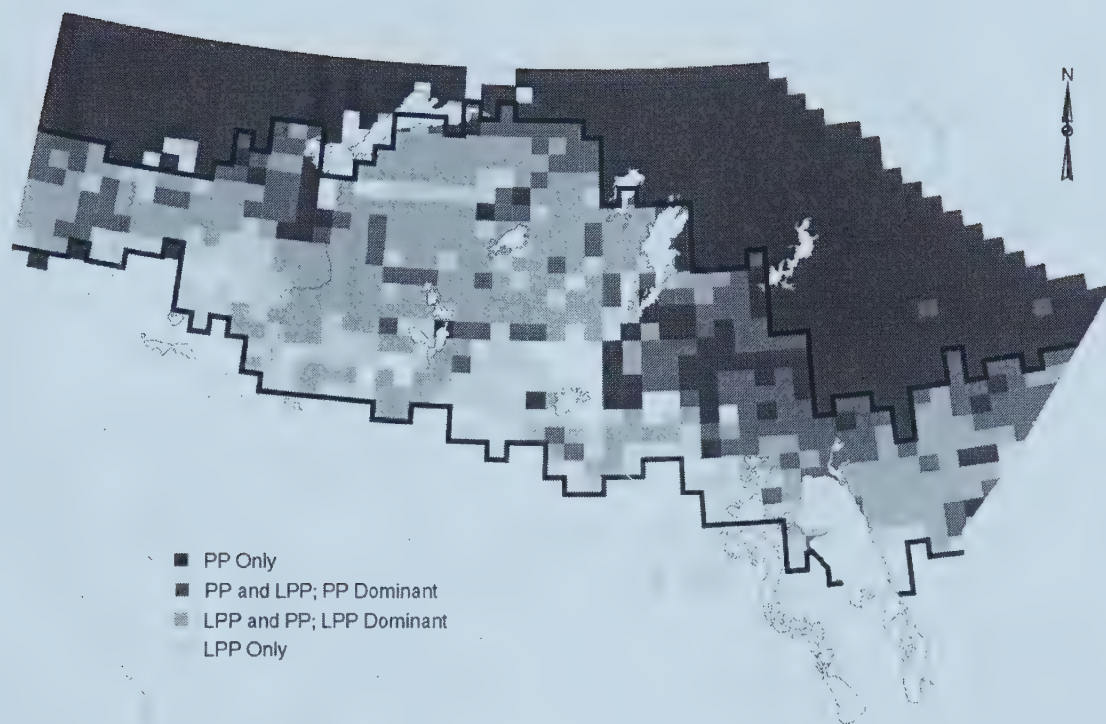 N
PP Only
PP and LPP; PP Dominant
LPP and PP; LPP Dominant
LPP Only